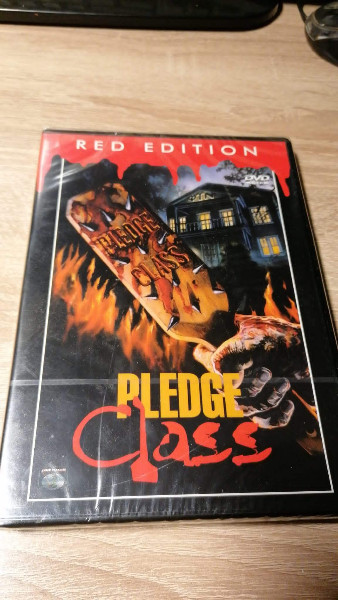 RED EDITION
DVD
PLEDGE
CLASS
PLEDGE
Class